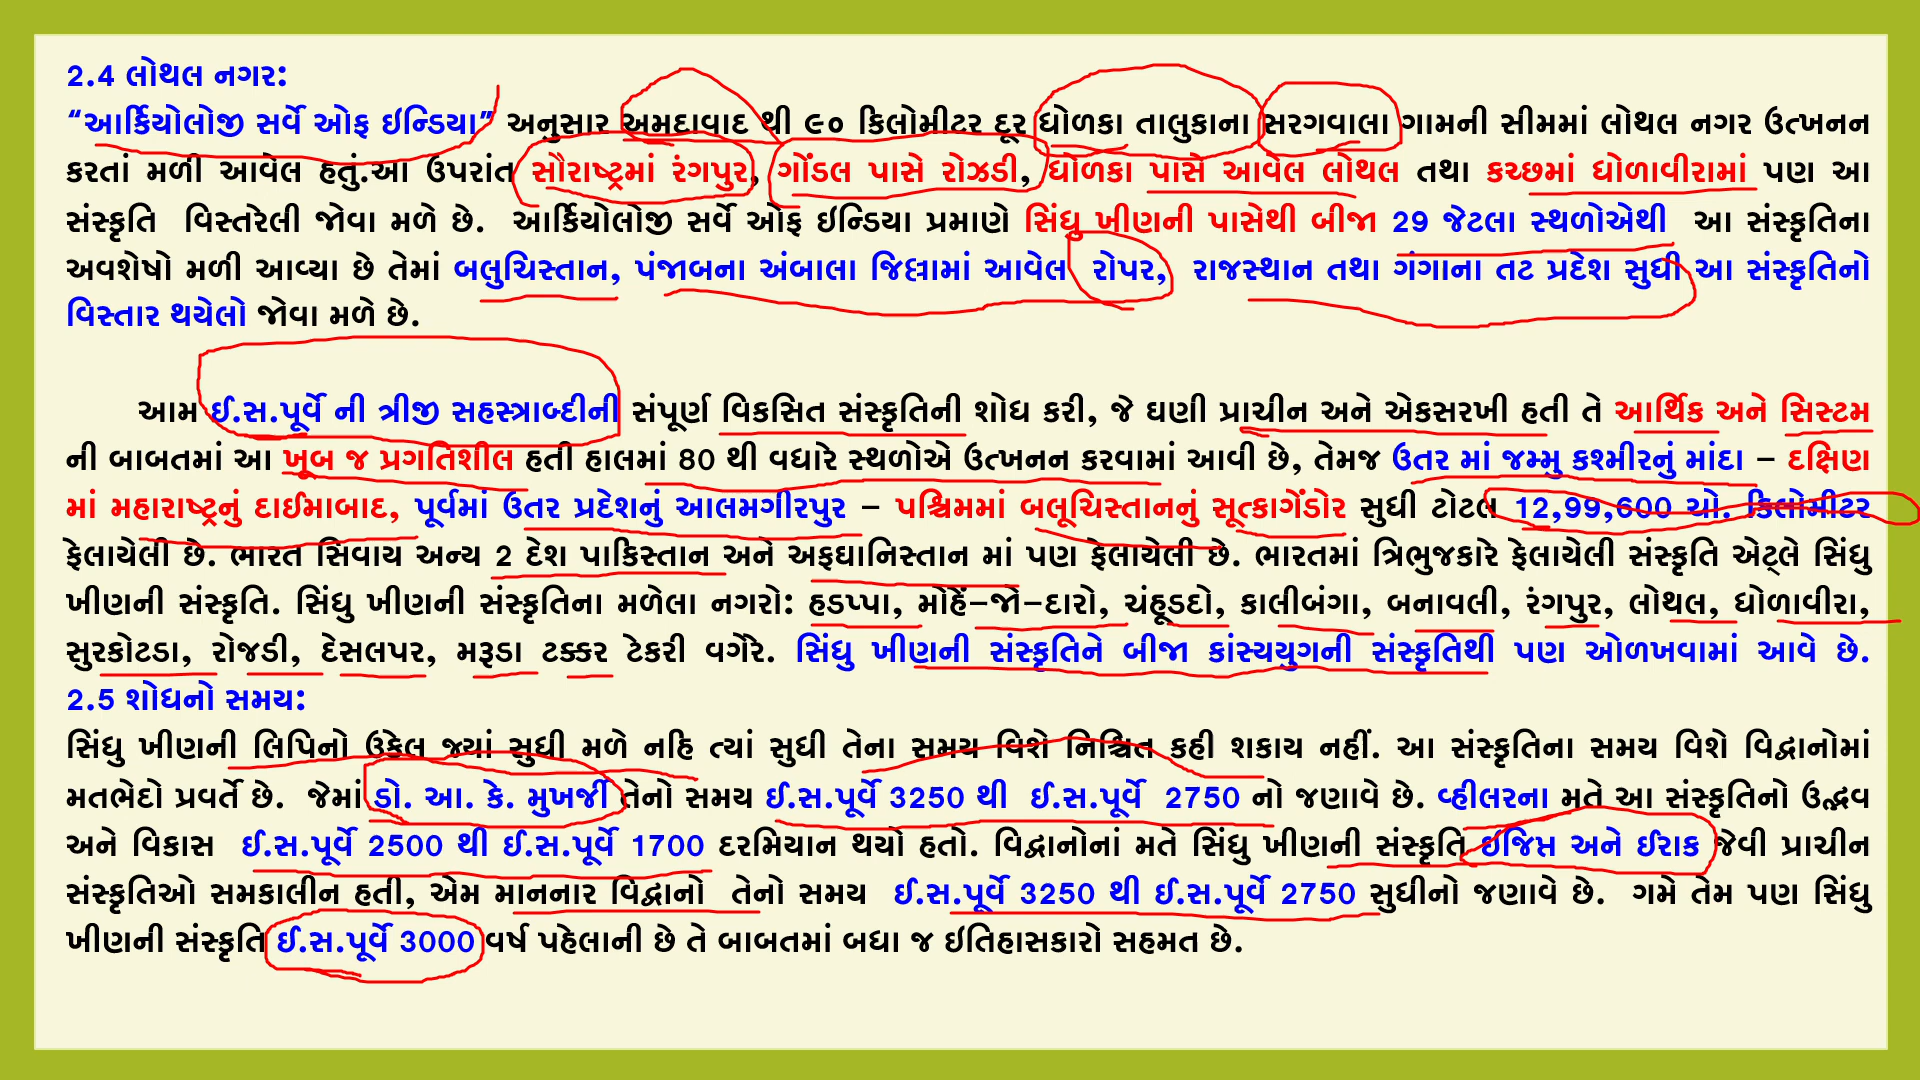 2.4 લોથલ નગર:
“આર્કિયોલોજી સર્વે ઓફ ઇન્ડિયા” અનુસાર અમદાવાદ થી ૯૦ કિલોમીટર દૂર ધોળકા તાલુકાના સરગવાલા ગામની સીમમાં લોથલ નગર ઉત્ખનન
કરતાં મળી આવેલ હતું.આ ઉપરાંત સૌરાષ્ટ્રમાં રંગપુર, ગોંડલ પાસે રોઝડી, ધોળકા પાસે આવેલ લોથલ તથા કચ્છમાં ધોળાવીરામાં પણ આ
સંસ્કૃતિ વિસ્તરેલી જોવા મળે છે. આર્કિયોલોજી સર્વે ઓફ ઇન્ડિયા પ્રમાણે સિંધુ ખીણની પાસેથી બીજા 29 જેટલા સ્થળોએથી આ સંસ્કૃતિના
અવશેષો મળી આવ્યા છે તેમાં બલુચિસ્તાન, પંજાબના અંબાલા જિલ્લામાં આવેલ રોપર, રાજસ્થાન તથા ગંગાના તટ પ્રદેશ સુધી આ સંસ્કૃતિનો
વિસ્તાર થયેલો જોવા મળે છે.
આમ ઈ.સ.પૂર્વે ની ત્રીજી સહસ્ત્રાબ્દીની સંપૂર્ણ વિકસિત સંસ્કૃતિની શોધ કરી, જે ઘણી પ્રાચીન અને એકસરખી હતી તે આર્થિક અને સિસ્ટમ
ની બાબતમાં આ ખૂબ જ પ્રગતિશીલ હતી હાલમાં 80 થી વધારે સ્થળોએ ઉત્ખનન કરવામાં આવી છે, તેમજ ઉતર માં જમ્મુ કશ્મીરનું માંદા – દક્ષિણ
માં મહારાષ્ટ્રનું દાઈમાબાદ, પૂર્વમાં ઉતર પ્રદેશનું આલમગીરપુર – પશ્ચિમમાં બલૂચિસ્તાનનું સૂત્કાગેંડોર સુધી ટોટલ 12,99,600 ચો. કિલોમીટર
ફેલાયેલી છે. ભારત સિવાય અન્ય 2 દેશ પાકિસ્તાન અને અફઘાનિસ્તાન માં પણ ફેલાયેલી છે. ભારતમાં ત્રિભુજકારે ફેલાયેલી સંસ્કૃતિ એટ્લે સિંધુ
ખીણની સંસ્કૃતિ. સિંધુ ખીણની સંસ્કૃતિના મળેલા નગરો: હડપ્પા, મોહેં–જો–દારો, ચંહૂડદો, કાલીબંગા, બનાવલી, રંગપુર, લોથલ, ધોળાવીરા,
સુરકોટડા, રોજડી, દેસલપર, મરૂડા ટક્કર ટેકરી વર્ગેરે. સિંધુ ખીણની સંસ્કૃતિને બીજા કાંસ્યયુગની સંસ્કૃતિથી પણ ઓળખવામાં આવે છે.
2.5 શોધનો સમય:
સિંધુ ખીણની લિપિનો ઉકેલ જ્યાં સુધી મળે નહિ ત્યાં સુધી તેના સમય વિશે નિશ્ચિત કહી શકાય નહીં. આ સંસ્કૃતિના સમય વિશે વિદ્વાનોમાં
મતભેદો પ્રવર્તે છે. જેમાં ડો. આ. કે. મુખર્જી તેનો સમય ઈ.સ.પૂર્વે 3250 થી ઈ.સ.પૂર્વે 2750 નો જણાવે છે. વ્હીલરના મતે આ સંસ્કૃતિનો ઉદ્ભવ
અને વિકાસ ઈ.સ.પૂર્વે 2500 થી ઈ.સ.પૂર્વે 1700 દરમિયાન થયો હતો. વિદ્વાનોનાં મતે સિંધુ ખીણની સંસ્કૃતિ ઇજિપ્ત અને ઈરાક જેવી પ્રાચીન
સંસ્કૃતિઓ સમકાલીન હતી, એમ માનનાર વિદ્વાનો તેનો સમય ઈ.સ.પૂર્વે 3250 થી ઈ.સ.પૂર્વે 2750 સુધીનો જણાવે છે. ગમે તેમ પણ સિંધુ
ખીણની સંસ્કૃતિ ઈ.સ.પૂર્વે 3000 વર્ષ પહેલાની છે તે બાબતમાં બધા જ ઇતિહાસકારો સહમત છે.